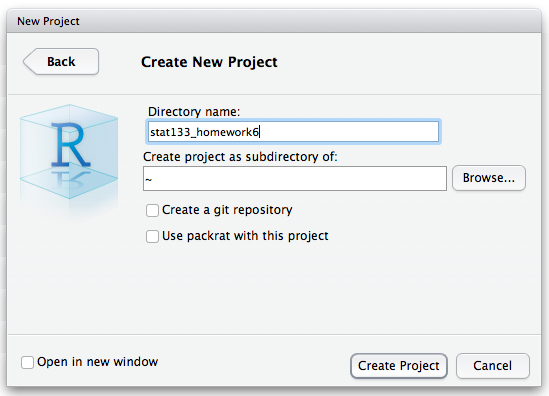 New Project
Back
Create New Project
R
Directory name:
stat133_homework6
Create project as subdirectory of:
~
Browse...
Create a git repository
Use packrat with this project
Open in new window
Create Project
Cancel